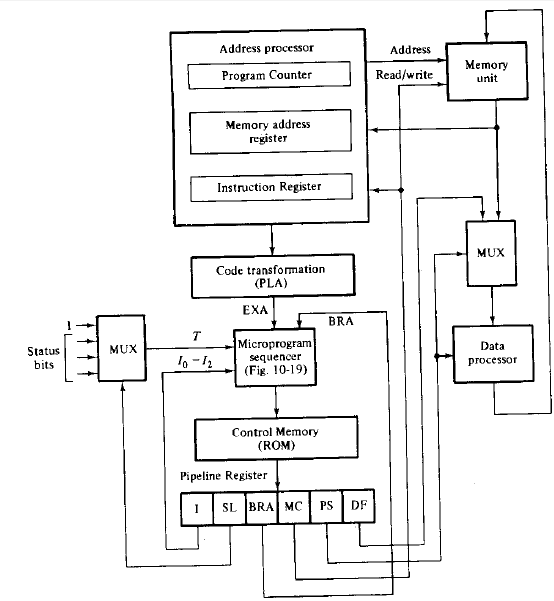 Address processor
Program Counter
Memory address
register
Instruction Register
Address
Read/write
Memory
unit
MUX
Code transformation
(PLA)
EXA
BRA
1
Status
bits
MUX
T
I0 – I2
Microprogram
sequencer
(Fig. 10-19)
Data
processor
Control Memory
(ROM)
Pipeline Register
I SL BRA MC PS DF